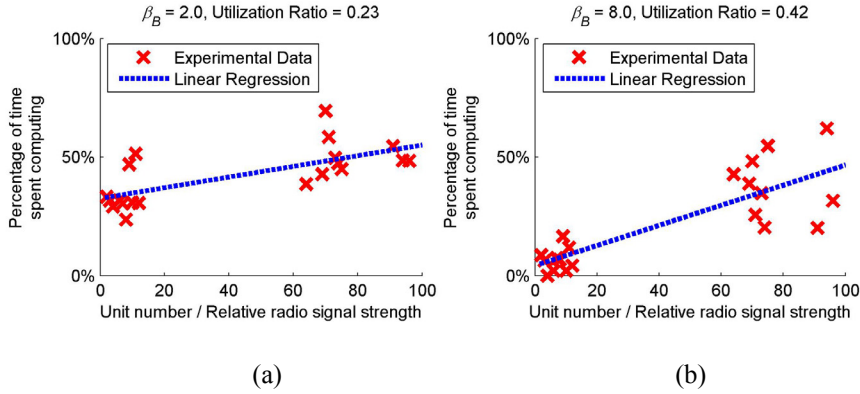 β_B = 2.0, Utilization Ratio = 0.23
100%
50%
0%
Percentage of time
spent computing
Experimental Data
Linear Regression
0 20 40 60 80 100
Unit number / Relative radio signal strength
(a)
β_B = 8.0, Utilization Ratio = 0.42
100%
50%
0%
Percentage of time
spent computing
Experimental Data
Linear Regression
0 20 40 60 80 100
Unit number / Relative radio signal strength
(b)